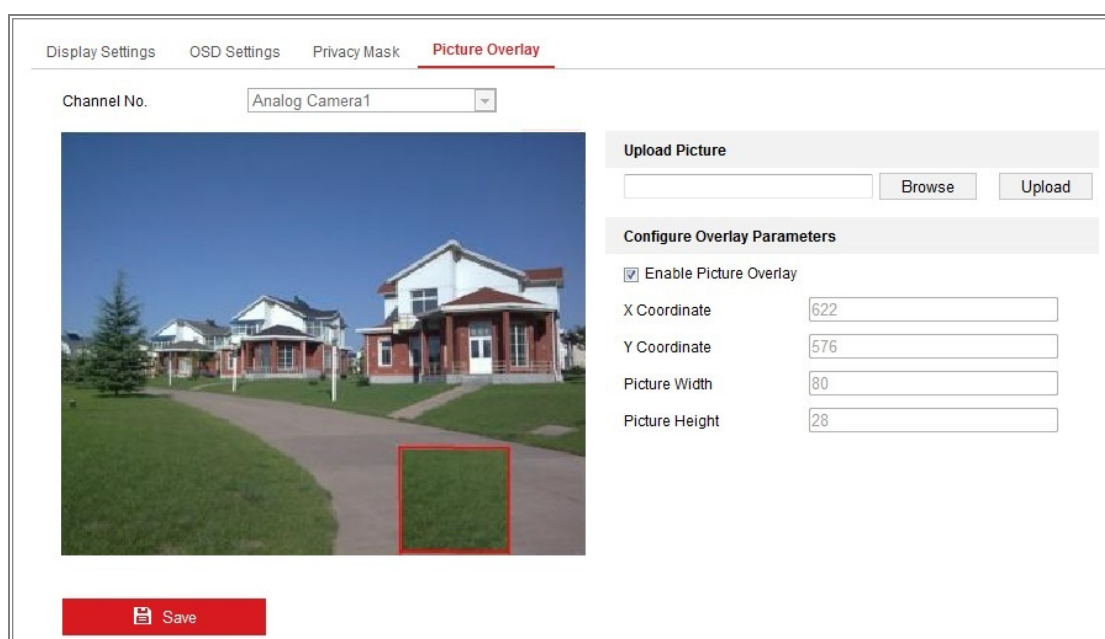 Display Settings OSD Settings Privacy Mask Picture Overlay
Channel No. Analog Camera1
Upload Picture
Browse Upload
Configure Overlay Parameters
Enable Picture Overlay
X Coordinate 622
Y Coordinate 576
Picture Width 80
Picture Height 28
Save